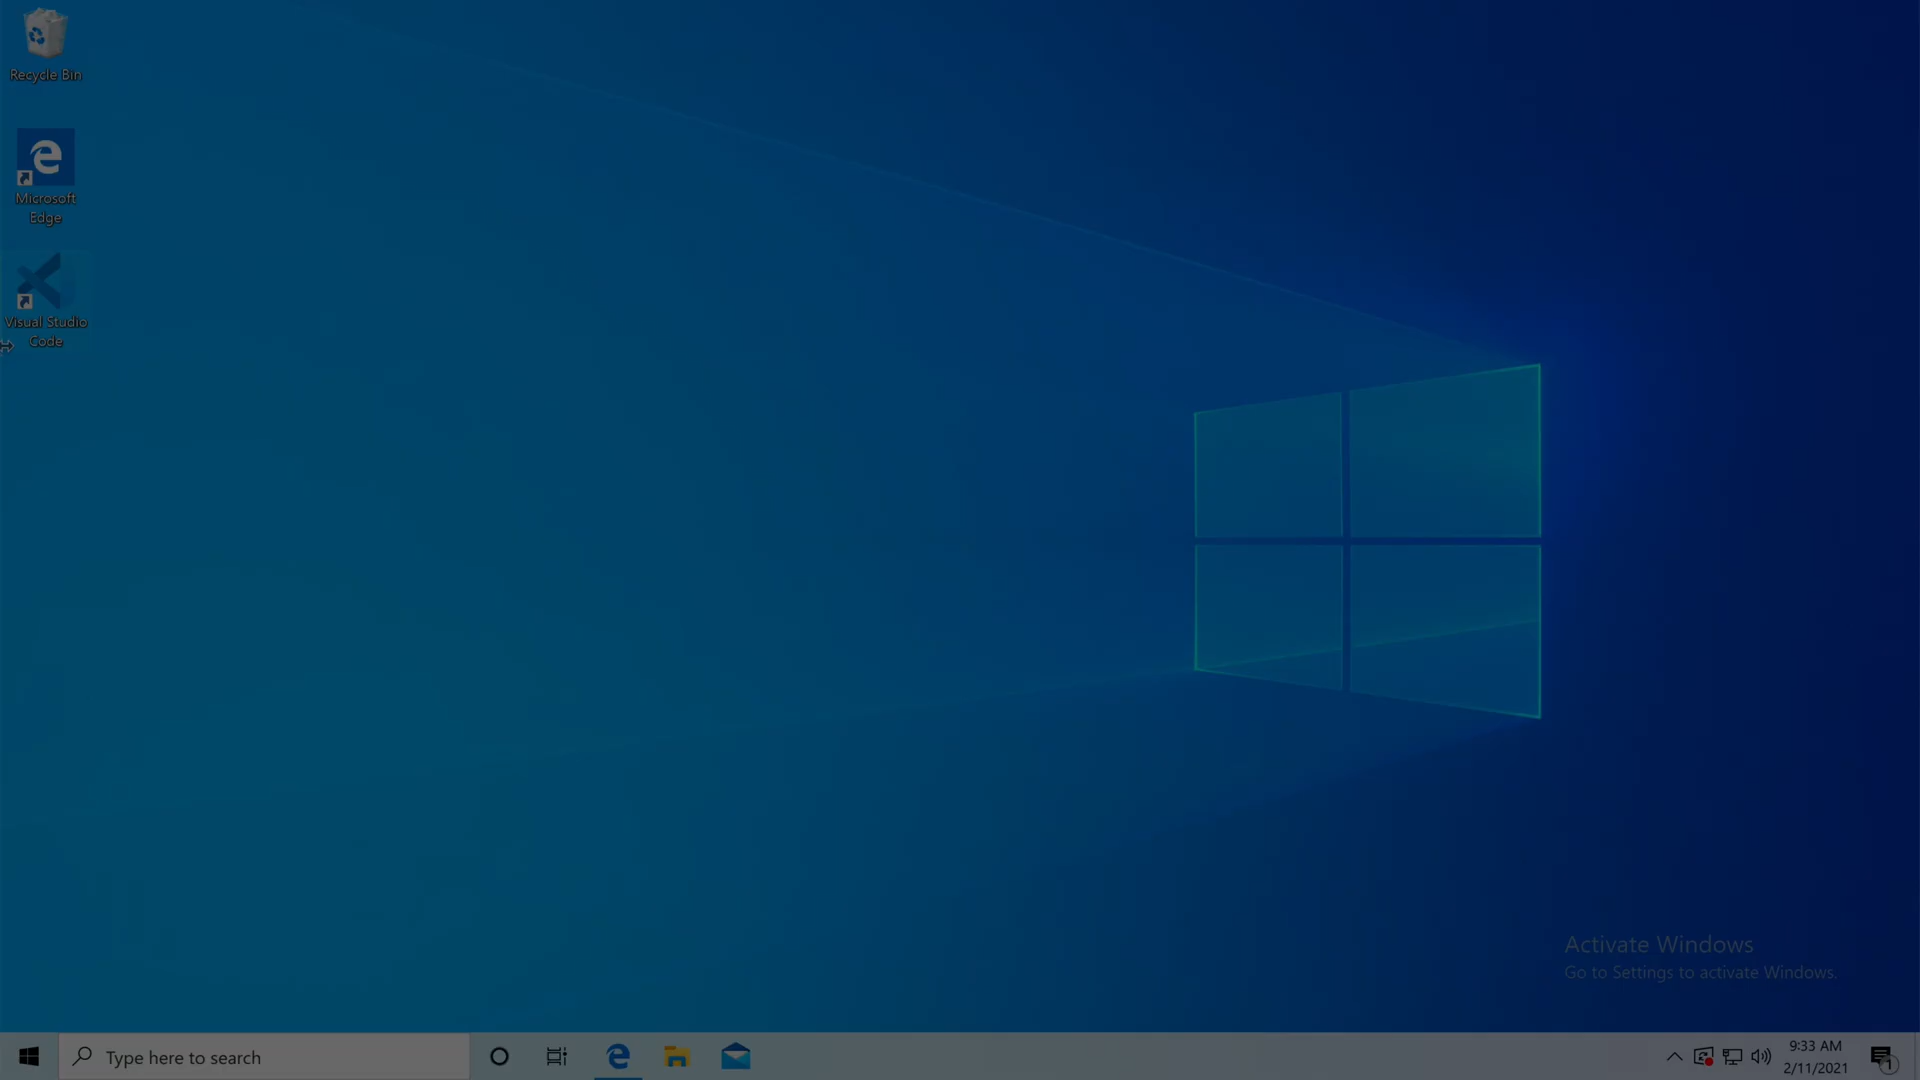 Recycle Bin
Microsoft
Edge
Visual Studio
Code
Activate Windows
Go to Settings to activate Windows.
Type here to search
9:33 AM
2/11/2021
1